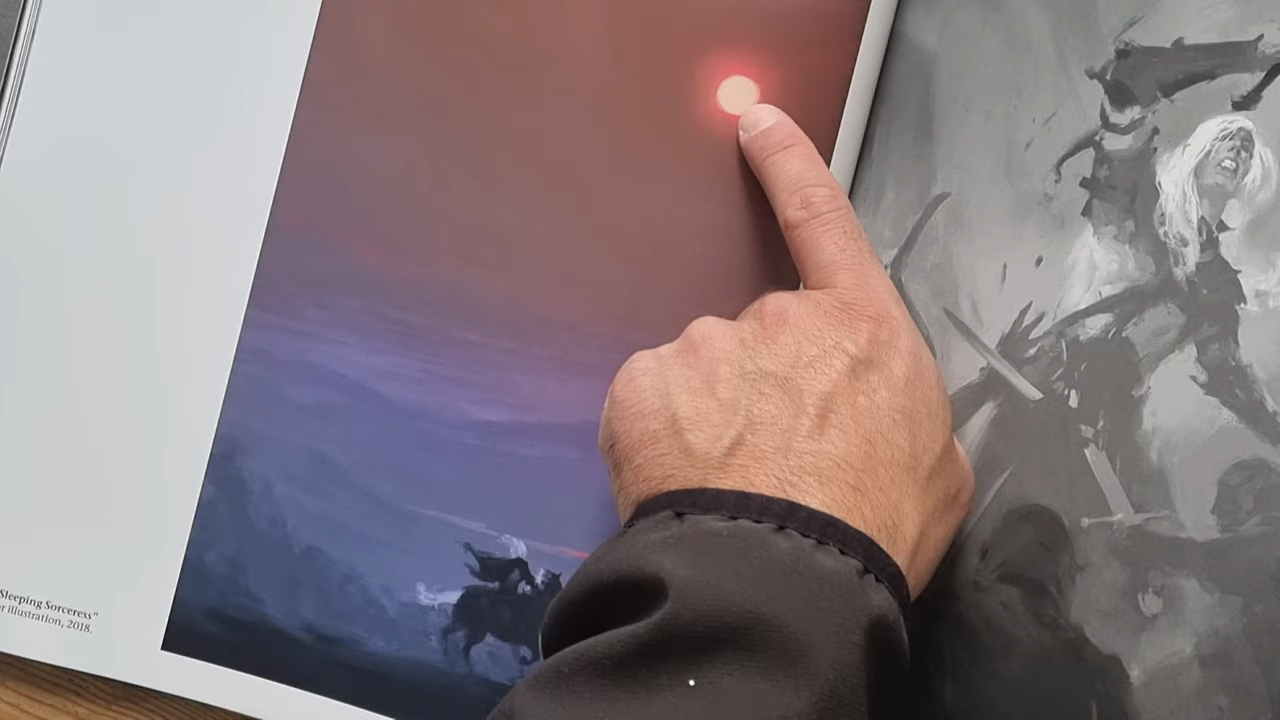 Sleeping Sorceress"
r illustration, 2018.